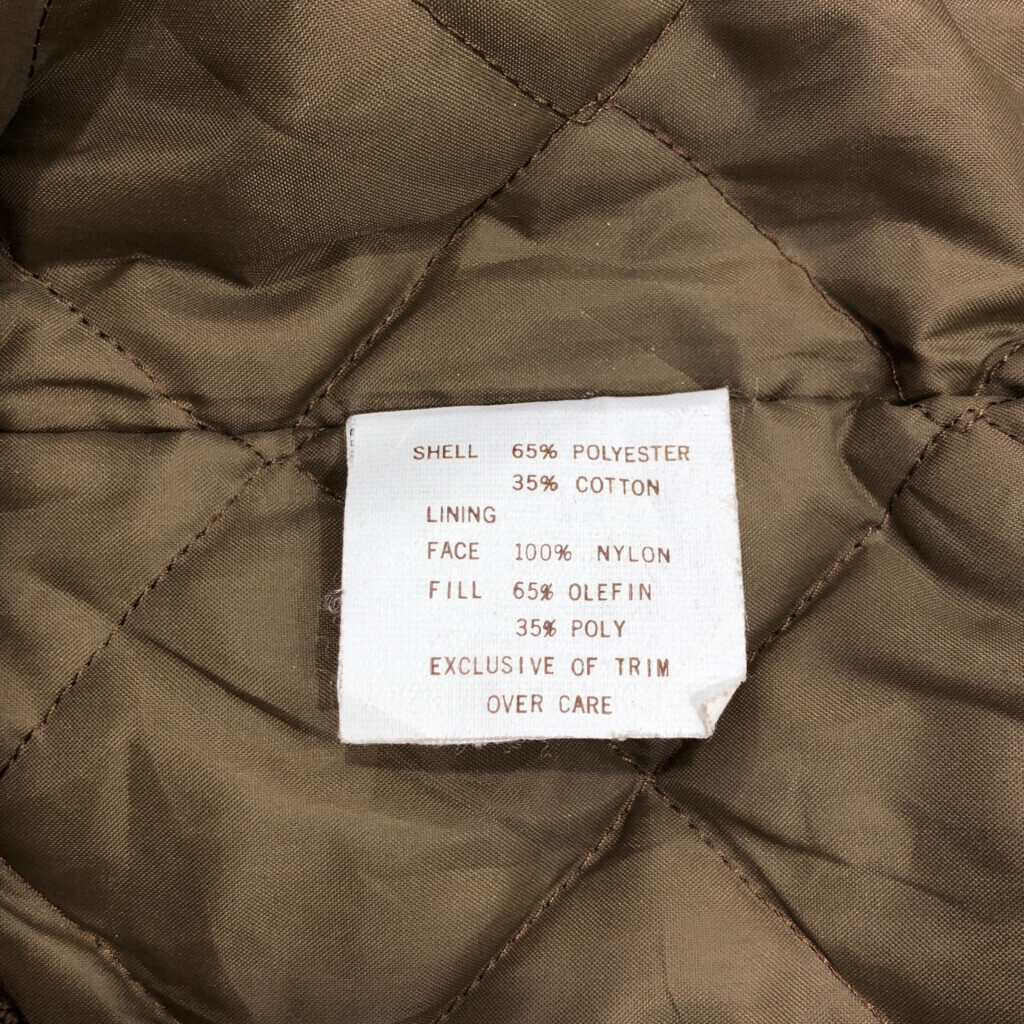 SHELL 65% POLYESTER
35% COTTON
LINING
FACE 100% NYLON
FILL 65% OLEFIN
35% POLY
EXCLUSIVE OF TRIM
OVER CARE